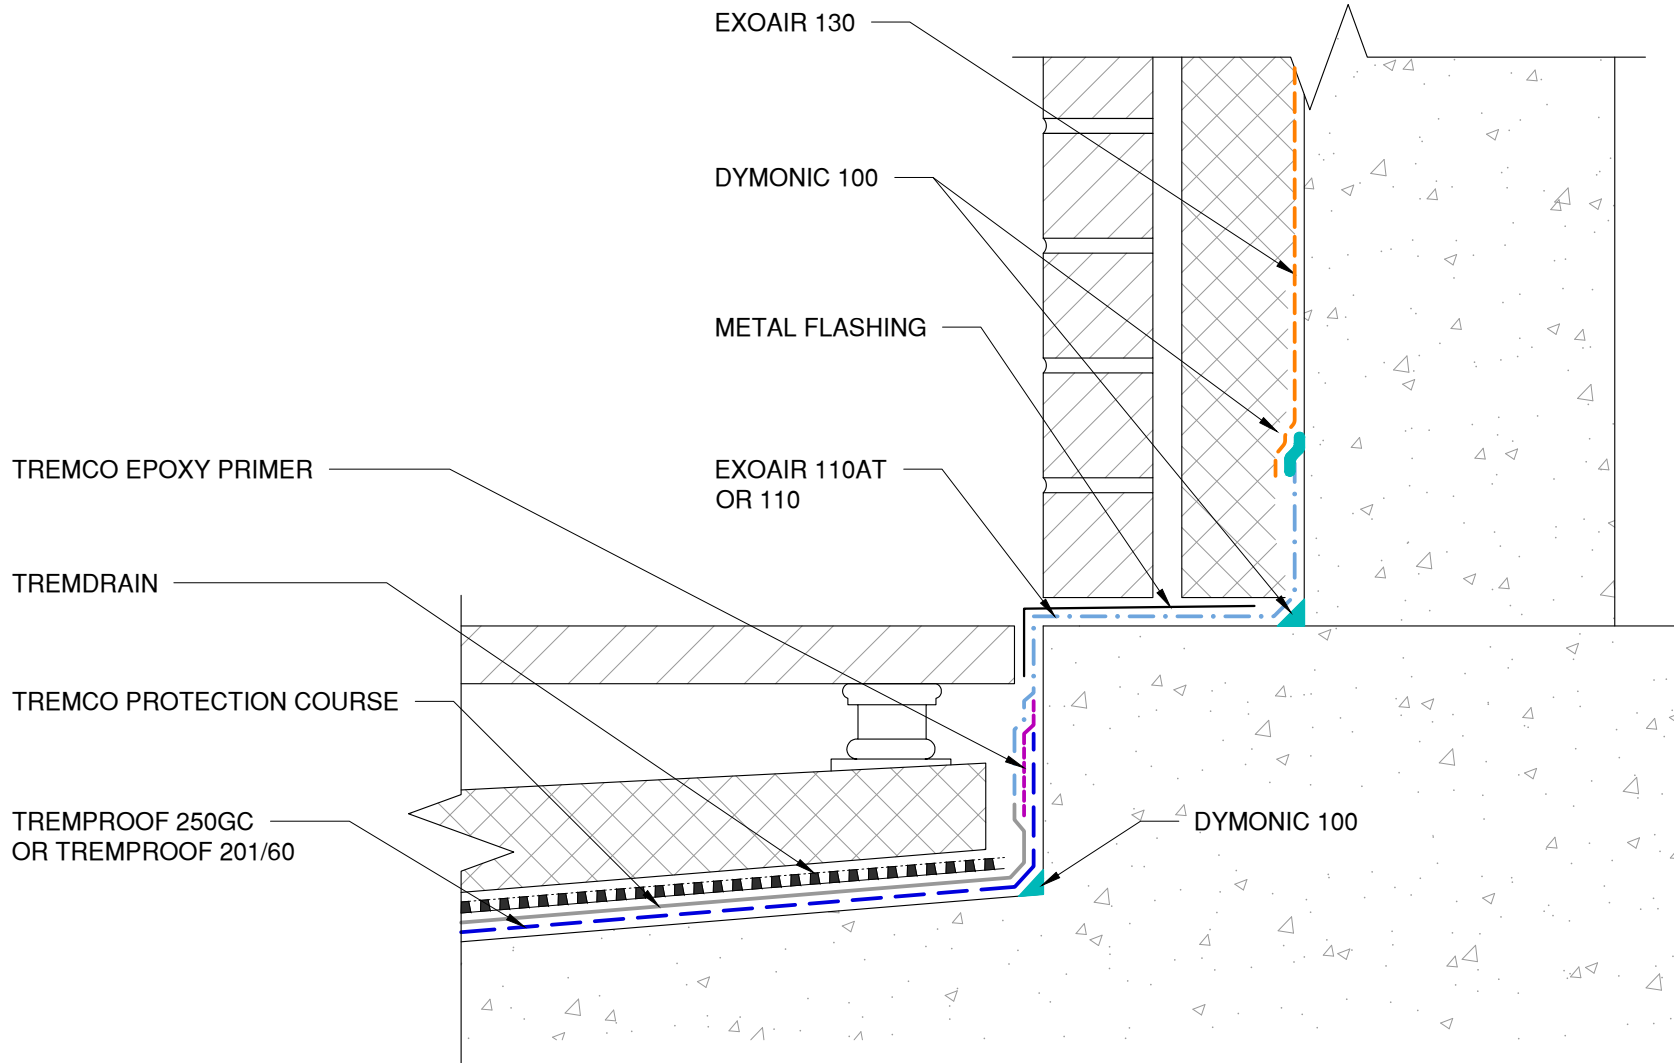 EXOAIR 130
DYMONIC 100
METAL FLASHING
TREMCO EPOXY PRIMER
EXOAIR 110AT
OR 110
TREMDRAIN
TREMCO PROTECTION COURSE
TREMPROOF 250GC
OR TREMPROOF 201/60
DYMONIC 100